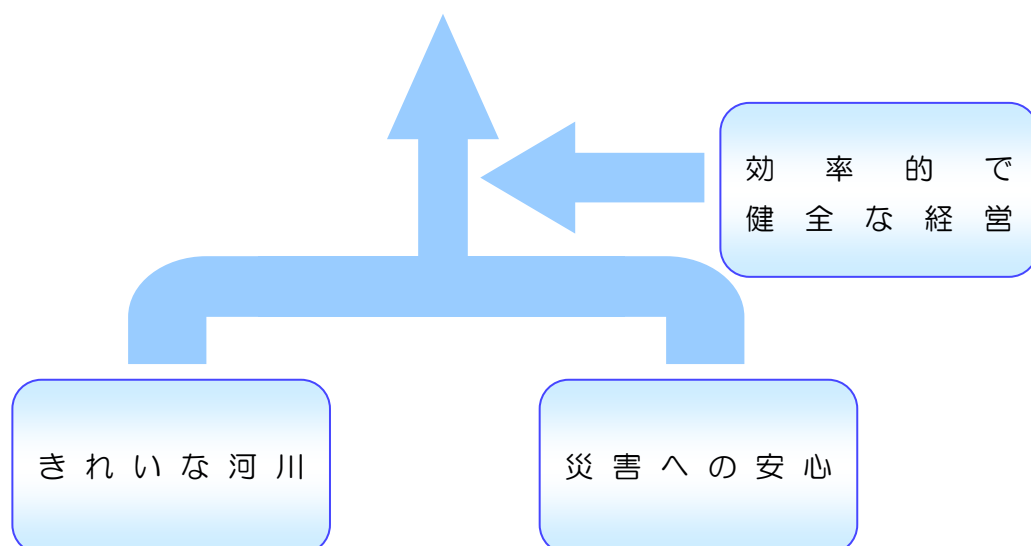 効率的で
健全な経営
きれいな河川
災害への安心